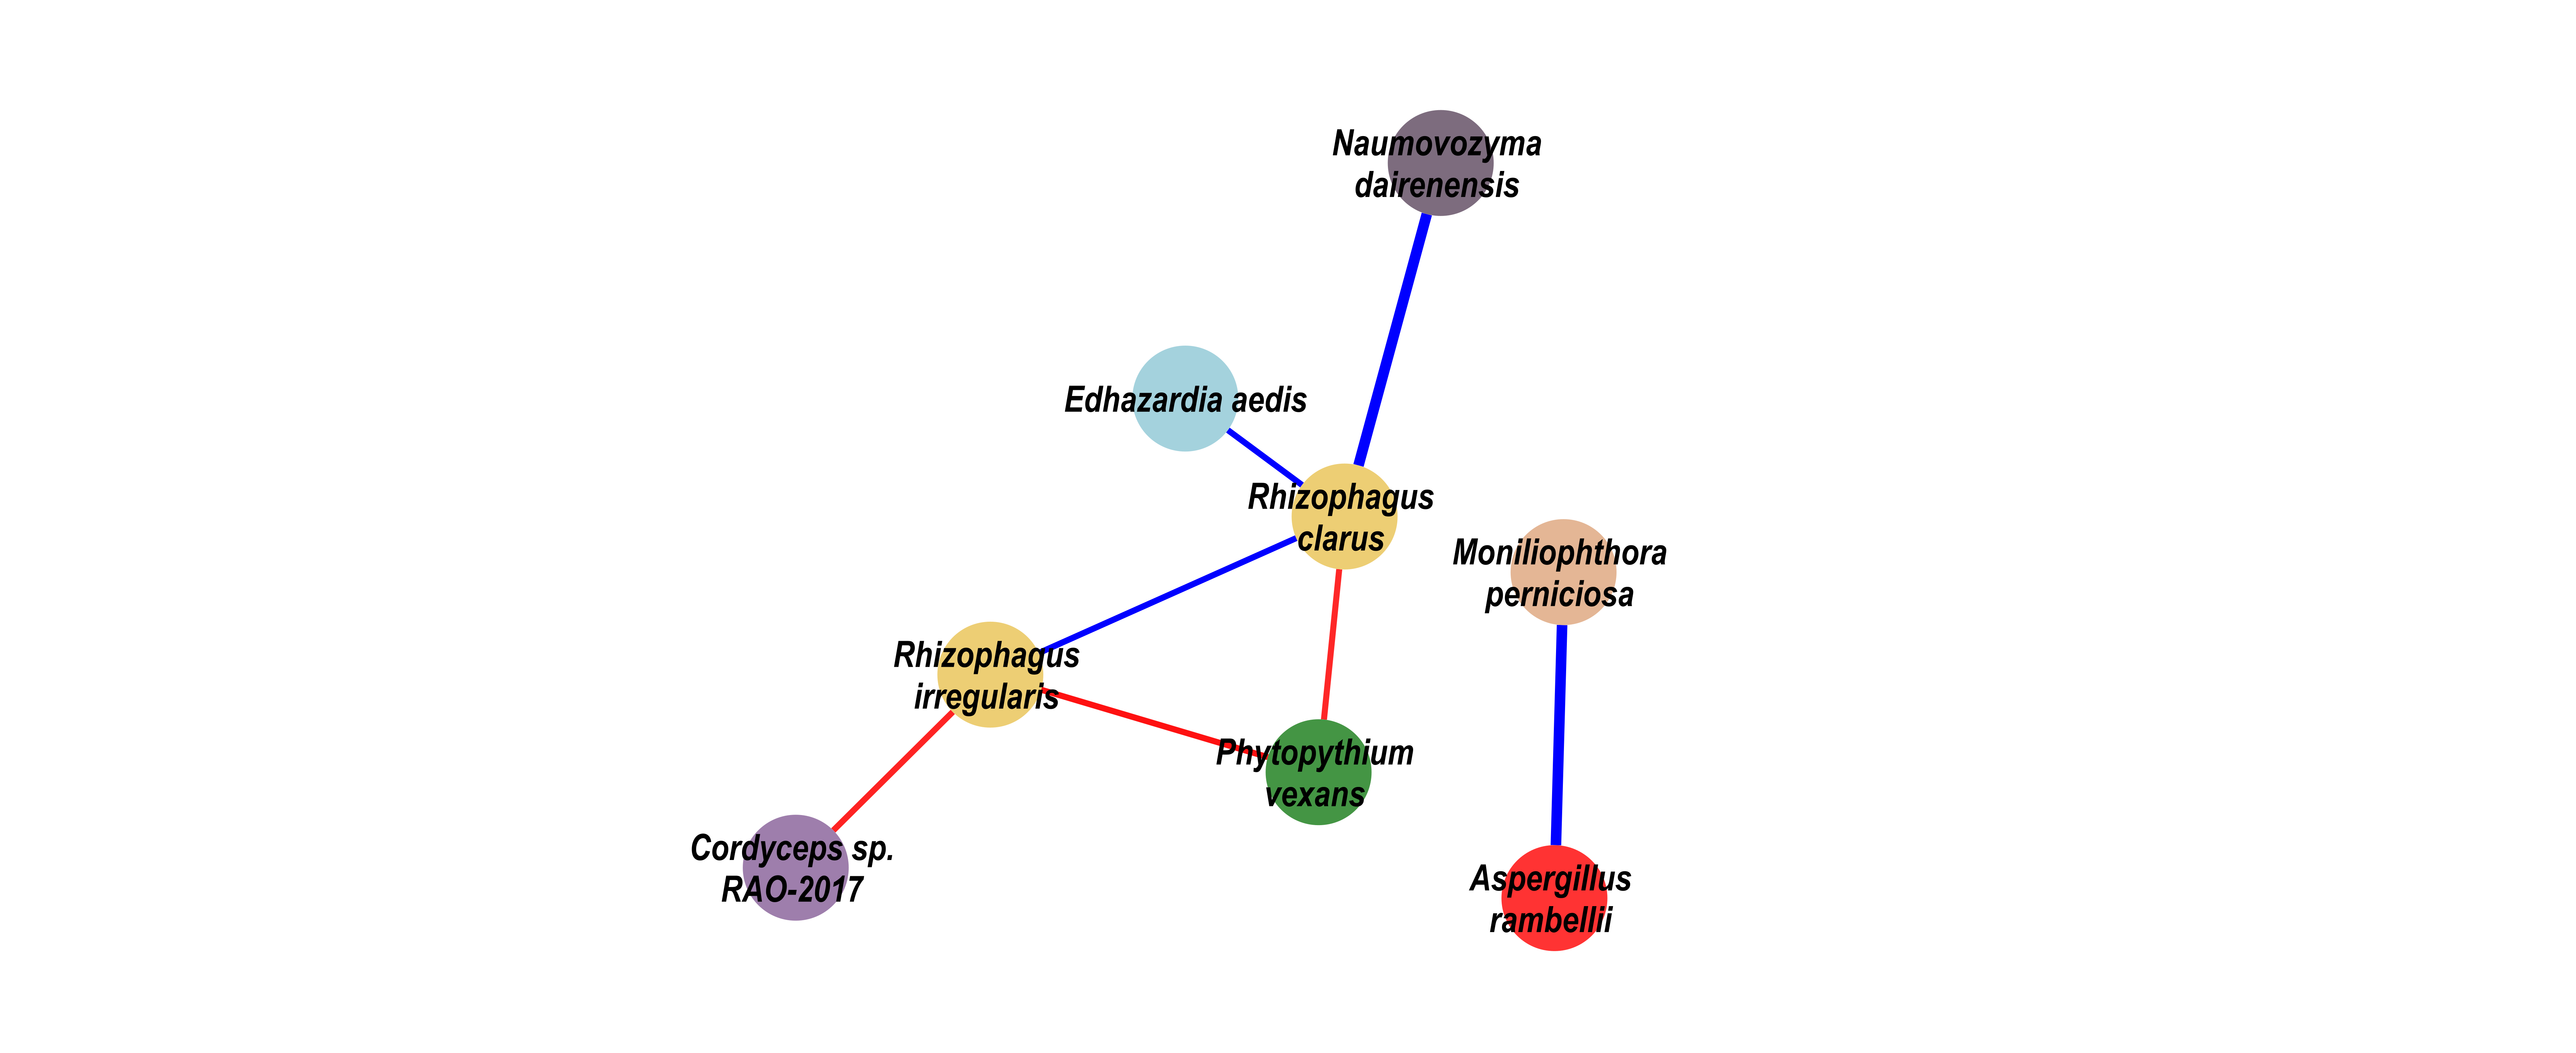 Naumovozyma
dairenensis
Edhazardia aedis
Rhizophagus
clarus
Moniliophthora
perniciosa
Rhizophagus
irregularis
Phytopythium
vexans
Cordyceps sp.
RAO-2017
Aspergillus
rambellii